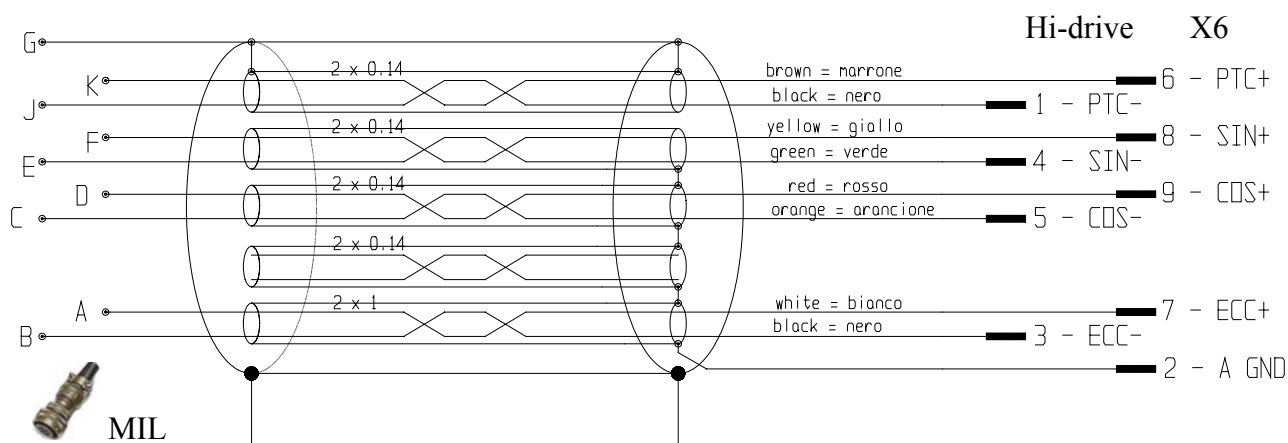 Hi-drive X6
G
K 2 x 0.14 brown = marrone 6 - PTC+
J black = nero 1 - PTC-
F 2 x 0.14 yellow = giallo 8 - SIN+
E green = verde 4 - SIN-
D 2 x 0.14 red = rosso 9 - COS+
C orange = arancione 5 - COS-
2 x 0.14
A 2 x 1 white = bianco 7 - ECC+
B black = nero 3 - ECC-
2 - A GND
MIL